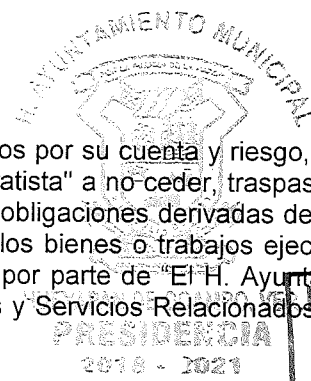 H. AYUNTAMIENTO MUNICIPAL
os por su cuenta y riesgo,
atista" a no ceder, traspas
obligaciones derivadas de
los bienes o trabajos ejec
por parte de "El H. Ayunt
s y Servicios Relacionados
PRESIDENCIA
2018 - 2021